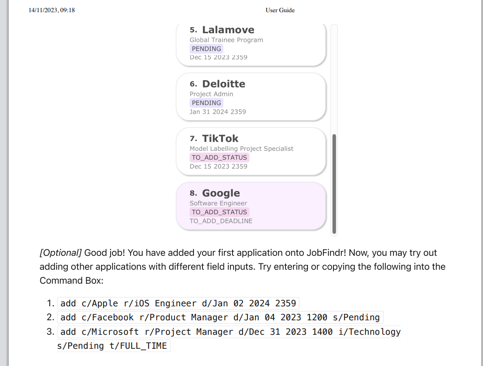 14/11/2023, 09:18
User Guide
5. Lalamove
Global Trainee Program
PENDING
Dec 15 2023 2359
6. Deloitte
Project Admin
PENDING
Jan 31 2024 2359
7. TikTok
Model Labelling Project Specialist
TO_ADD_STATUS
Dec 15 2023 2359
8. Google
Software Engineer
TO_ADD_STATUS
TO_ADD_DEADLINE
[Optional] Good job! You have added your first application onto JobFindr! Now, you may try out
adding other applications with different field inputs. Try entering or copying the following into the
Command Box:
1. add c/Apple r/iOS Engineer d/Jan 02 2024 2359
2. add c/Facebook r/Product Manager d/Jan 04 2023 1200 s/Pending
3. add c/Microsoft r/Project Manager d/Dec 31 2023 1400 i/Technology
s/Pending t/FULL_TIME